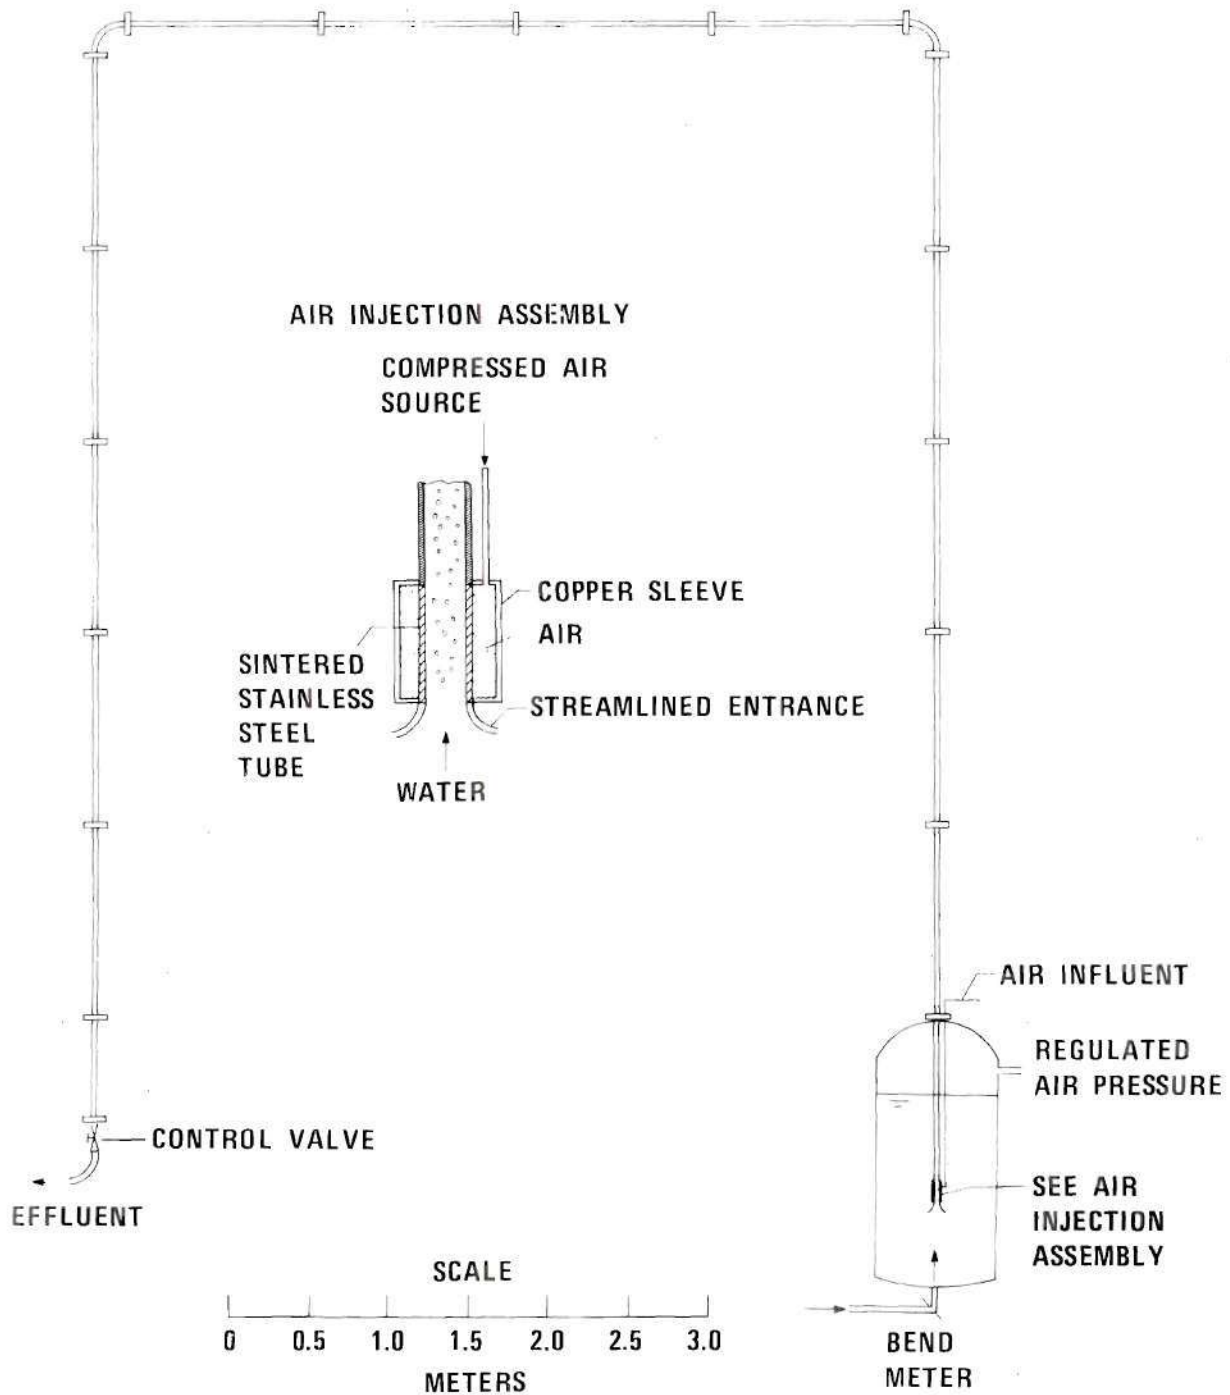 AIR INJECTION ASSEMBLY
COMPRESSED AIR
SOURCE
COPPER SLEEVE
AIR
SINTERED
STAINLESS
STEEL
TUBE
STREAMLINED ENTRANCE
WATER
AIR INFLUENT
REGULATED
AIR PRESSURE
CONTROL VALVE
EFFLUENT
SEE AIR
INJECTION
ASSEMBLY
SCALE
0 0.5 1.0 1.5 2.0 2.5 3.0
METERS
BEND
METER